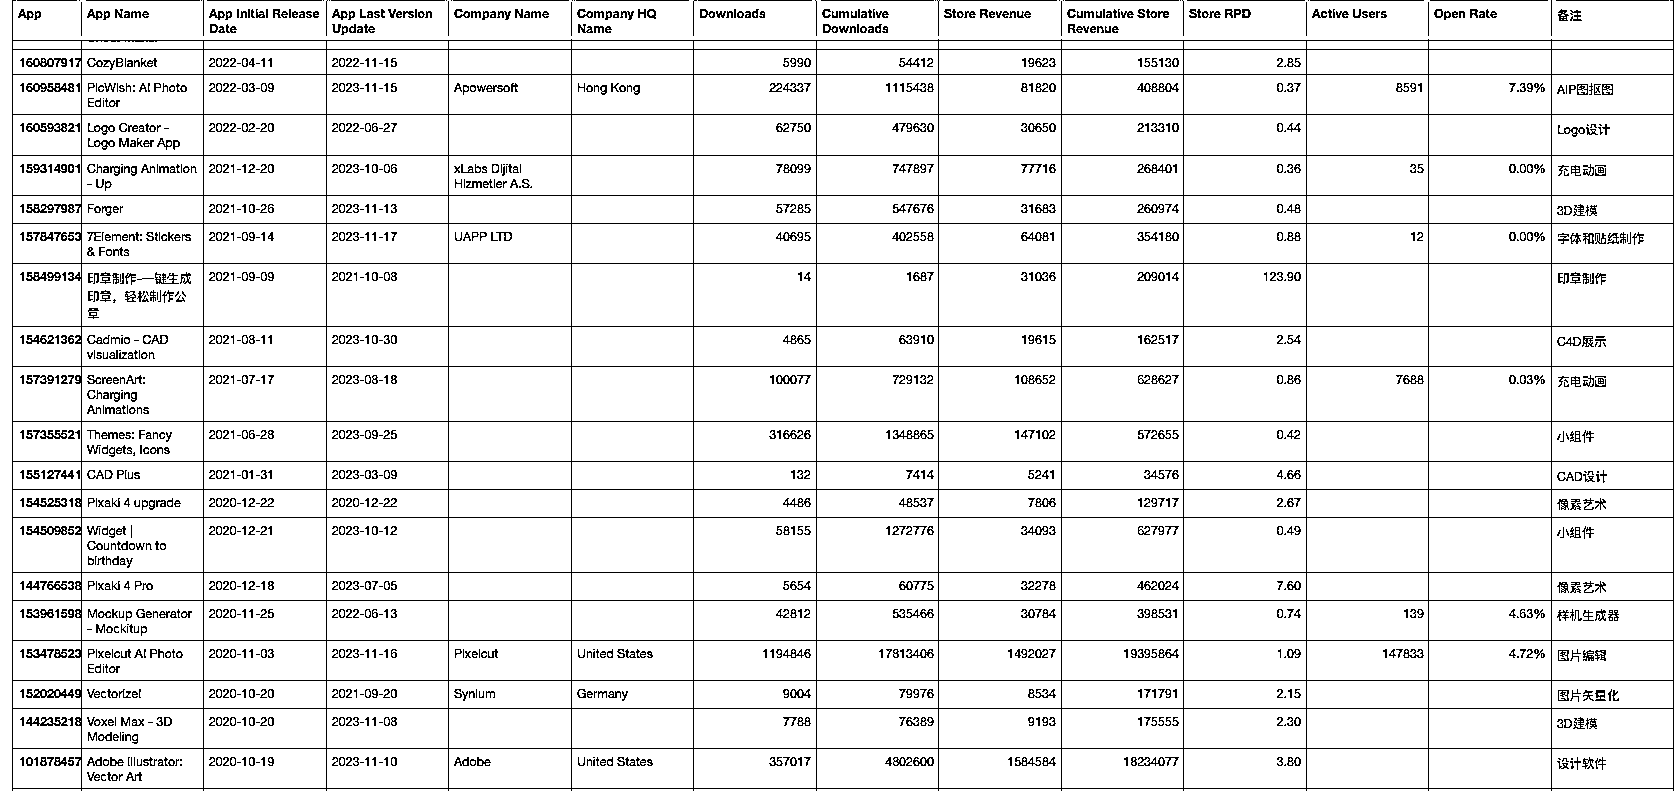 App	App Name	App Initial Release Date	App Last Version Update	Company Name	Company HQ Name	Downloads	Cumulative Downloads	Store Revenue	Cumulative Store Revenue	Store RPD	Active Users	Open Rate	备注
160807917	CozyBlanket	2022-04-11	2022-11-15			5990	54412	19623	155130	2.85
160958481	PicWish: AI Photo Editor	2022-03-09	2023-11-15	Apowersoft	Hong Kong	224337	1115438	81820	408804	0.37	8591	7.39%	AIP图抠图
160593821	Logo Creator - Logo Maker App	2022-02-20	2022-06-27			62750	479630	30650	213310	0.44			Logo设计
159314901	Charging Animation - Up	2021-12-20	2023-10-06	xLabs Dijital Hizmetler A.S.		78099	747897	77716	268401	0.36	35	0.00%	充电动画
158297987	Forger	2021-10-26	2023-11-13			57285	547676	31683	260974	0.48			3D建模
157847653	7Element: Stickers & Fonts	2021-09-14	2023-11-17	UAPP LTD		40695	402558	64081	354180	0.88	12	0.00%	字体和贴纸制作
158499134	印章制作-一键生成印章，轻松制作公章	2021-09-09	2021-10-08			14	1687	31036	209014	123.90			印章制作
154621362	Cadmio - CAD visualization	2021-08-11	2023-10-30			4865	63910	19615	162517	2.54			C4D展示
157391279	ScreenArt: Charging Animations	2021-07-17	2023-08-18			100077	729132	108652	628627	0.86	7688	0.03%	充电动画
157355521	Themes: Fancy Widgets, Icons	2021-06-28	2023-09-25			316626	1348865	147102	572655	0.42			小组件
155127441	CAD Plus	2021-01-31	2023-03-09			132	7414	5241	34576	4.66			CAD设计
154525318	Pixaki 4 upgrade	2020-12-22	2020-12-22			4486	48537	7806	129717	2.67			像素艺术
154509852	Widget | Countdown to birthday	2020-12-21	2023-10-12			58155	1272776	34093	627977	0.49			小组件
144766538	Pixaki 4 Pro	2020-12-18	2023-07-05			5654	60775	32278	462024	7.60			像素艺术
153961598	Mockup Generator - Mockitup	2020-11-25	2022-06-13			42812	535466	30784	398531	0.74	139	4.63%	样机生成器
153478523	Pixelcut AI Photo Editor	2020-11-03	2023-11-16	Pixelcut	United States	1194846	17813406	1492027	19395864	1.09	147833	4.72%	图片编辑
152020449	Vectorize!	2020-10-20	2021-09-20	Synium	Germany	9004	79976	8534	171791	2.15			图片矢量化
144235218	Voxel Max - 3D Modeling	2020-10-20	2023-11-08			7788	76389	9193	175555	2.30			3D建模
101878457	Adobe Illustrator: Vector Art	2020-10-19	2023-11-10	Adobe	United States	357017	4802600	1584584	18234077	3.80			设计软件